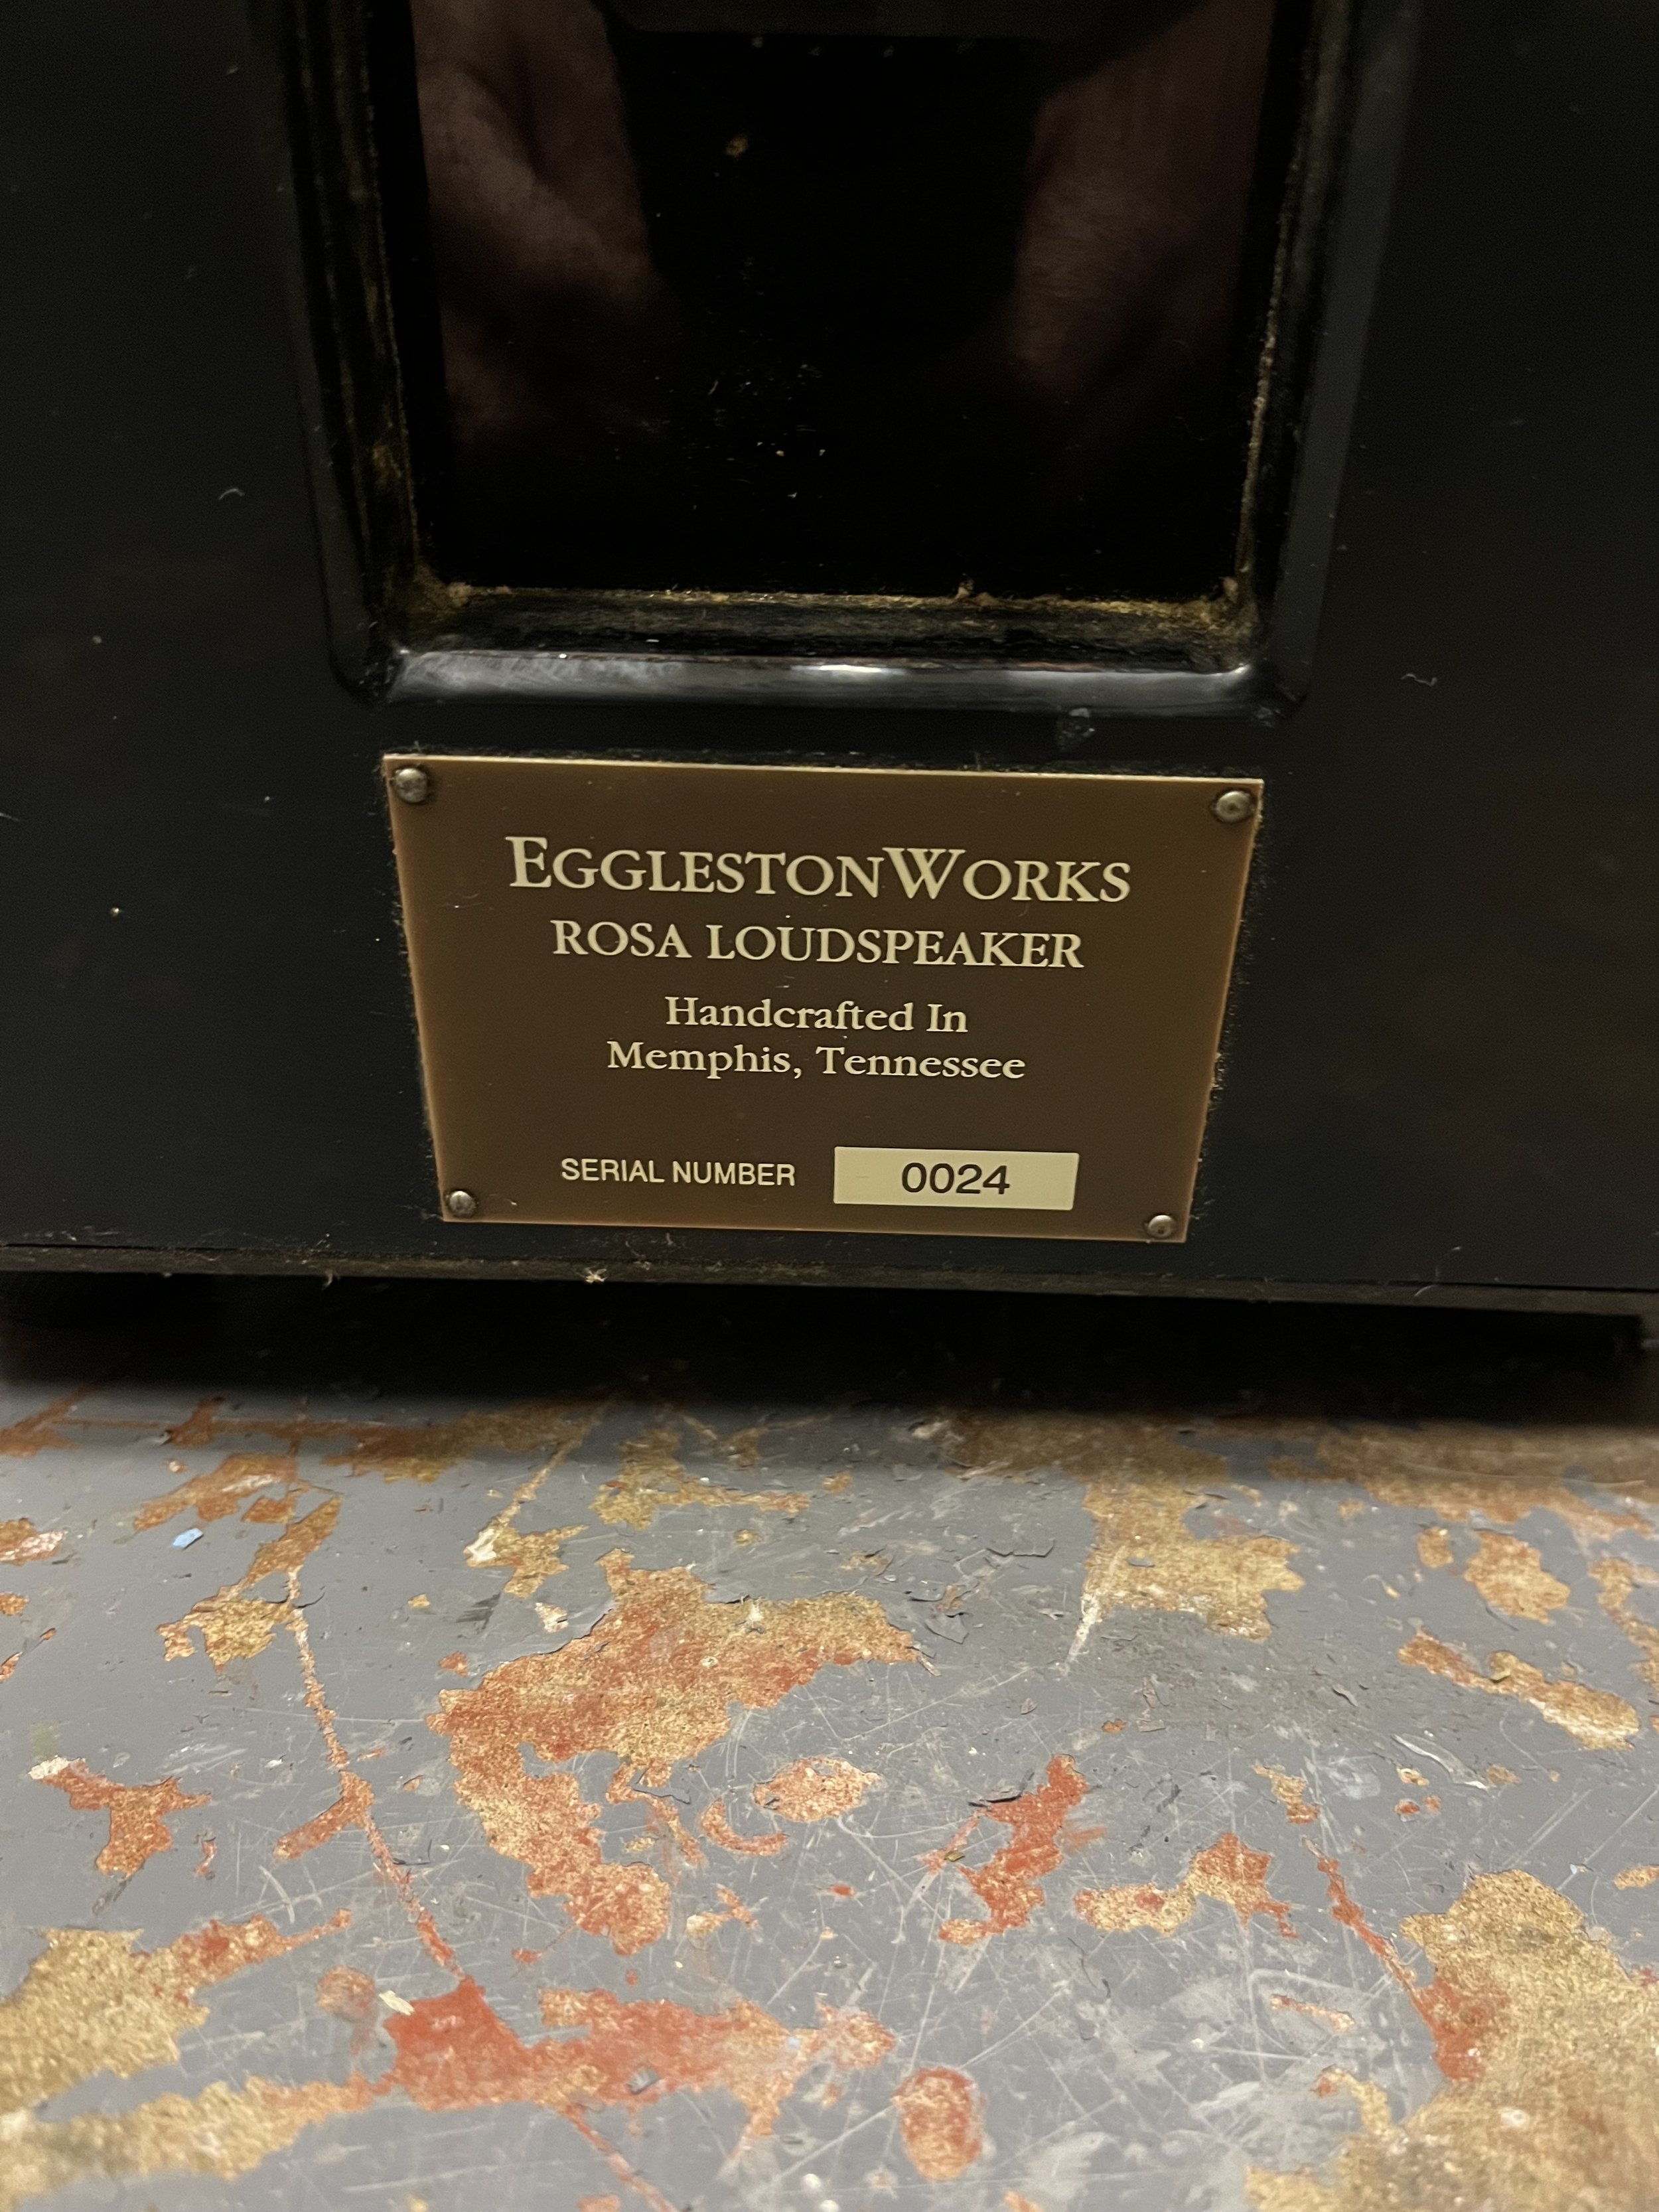 EGGLESTONWORKS
ROSA LOUDSPEAKER
Handcrafted In
Memphis, Tennessee
SERIAL NUMBER 0024